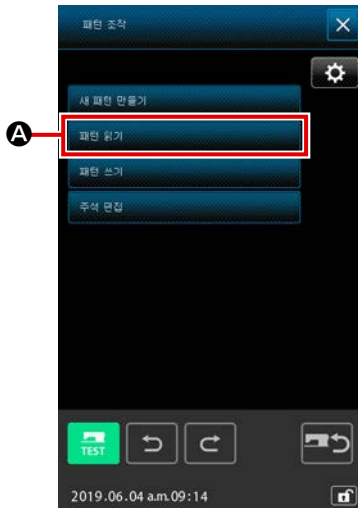 패턴 조작
새 패턴 만들기
A
패턴 읽기
패턴 쓰기
주석 편집
TEST
2019.06.04 a.m.09:14